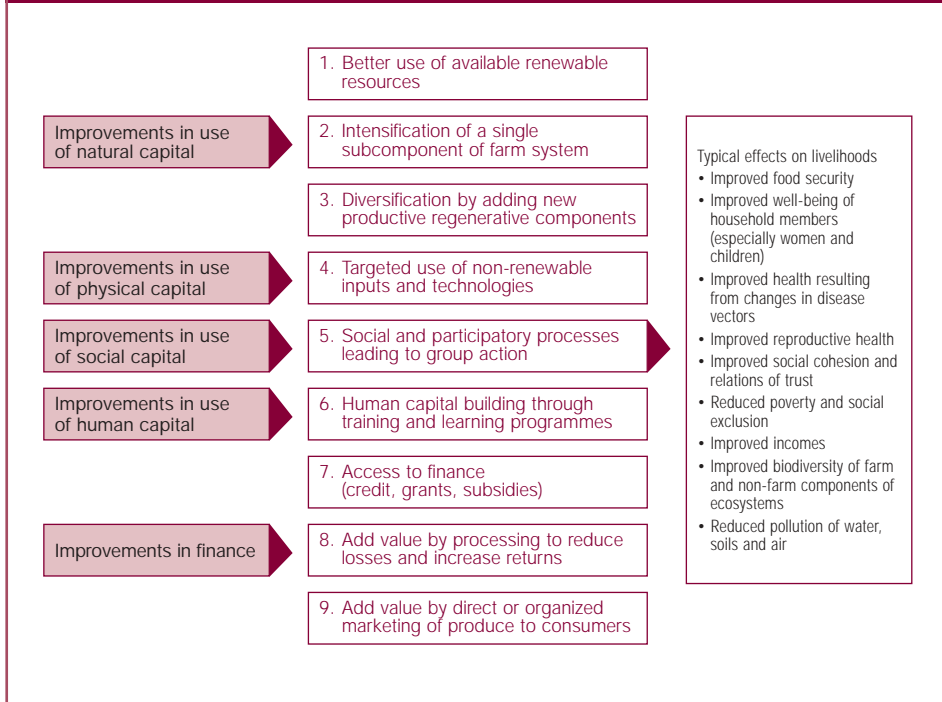 1. Better use of available renewable
resources
Improvements in use
of natural capital
2. Intensification of a single
subcomponent of farm system
3. Diversification by adding new
productive regenerative components
Improvements in use
of physical capital
4. Targeted use of non-renewable
inputs and technologies
Improvements in use
of social capital
5. Social and participatory processes
leading to group action
Improvements in use
of human capital
6. Human capital building through
training and learning programmes
7. Access to finance
(credit, grants, subsidies)
Improvements in finance
8. Add value by processing to reduce
losses and increase returns
9. Add value by direct or organized
marketing of produce to consumers
Typical effects on livelihoods
• Improved food security
• Improved well-being of
household members
(especially women and
children)
• Improved health resulting
from changes in disease
vectors
• Improved reproductive health
• Improved social cohesion and
relations of trust
• Reduced poverty and social
exclusion
• Improved incomes
• Improved biodiversity of farm
and non-farm components of
ecosystems
• Reduced pollution of water,
soils and air